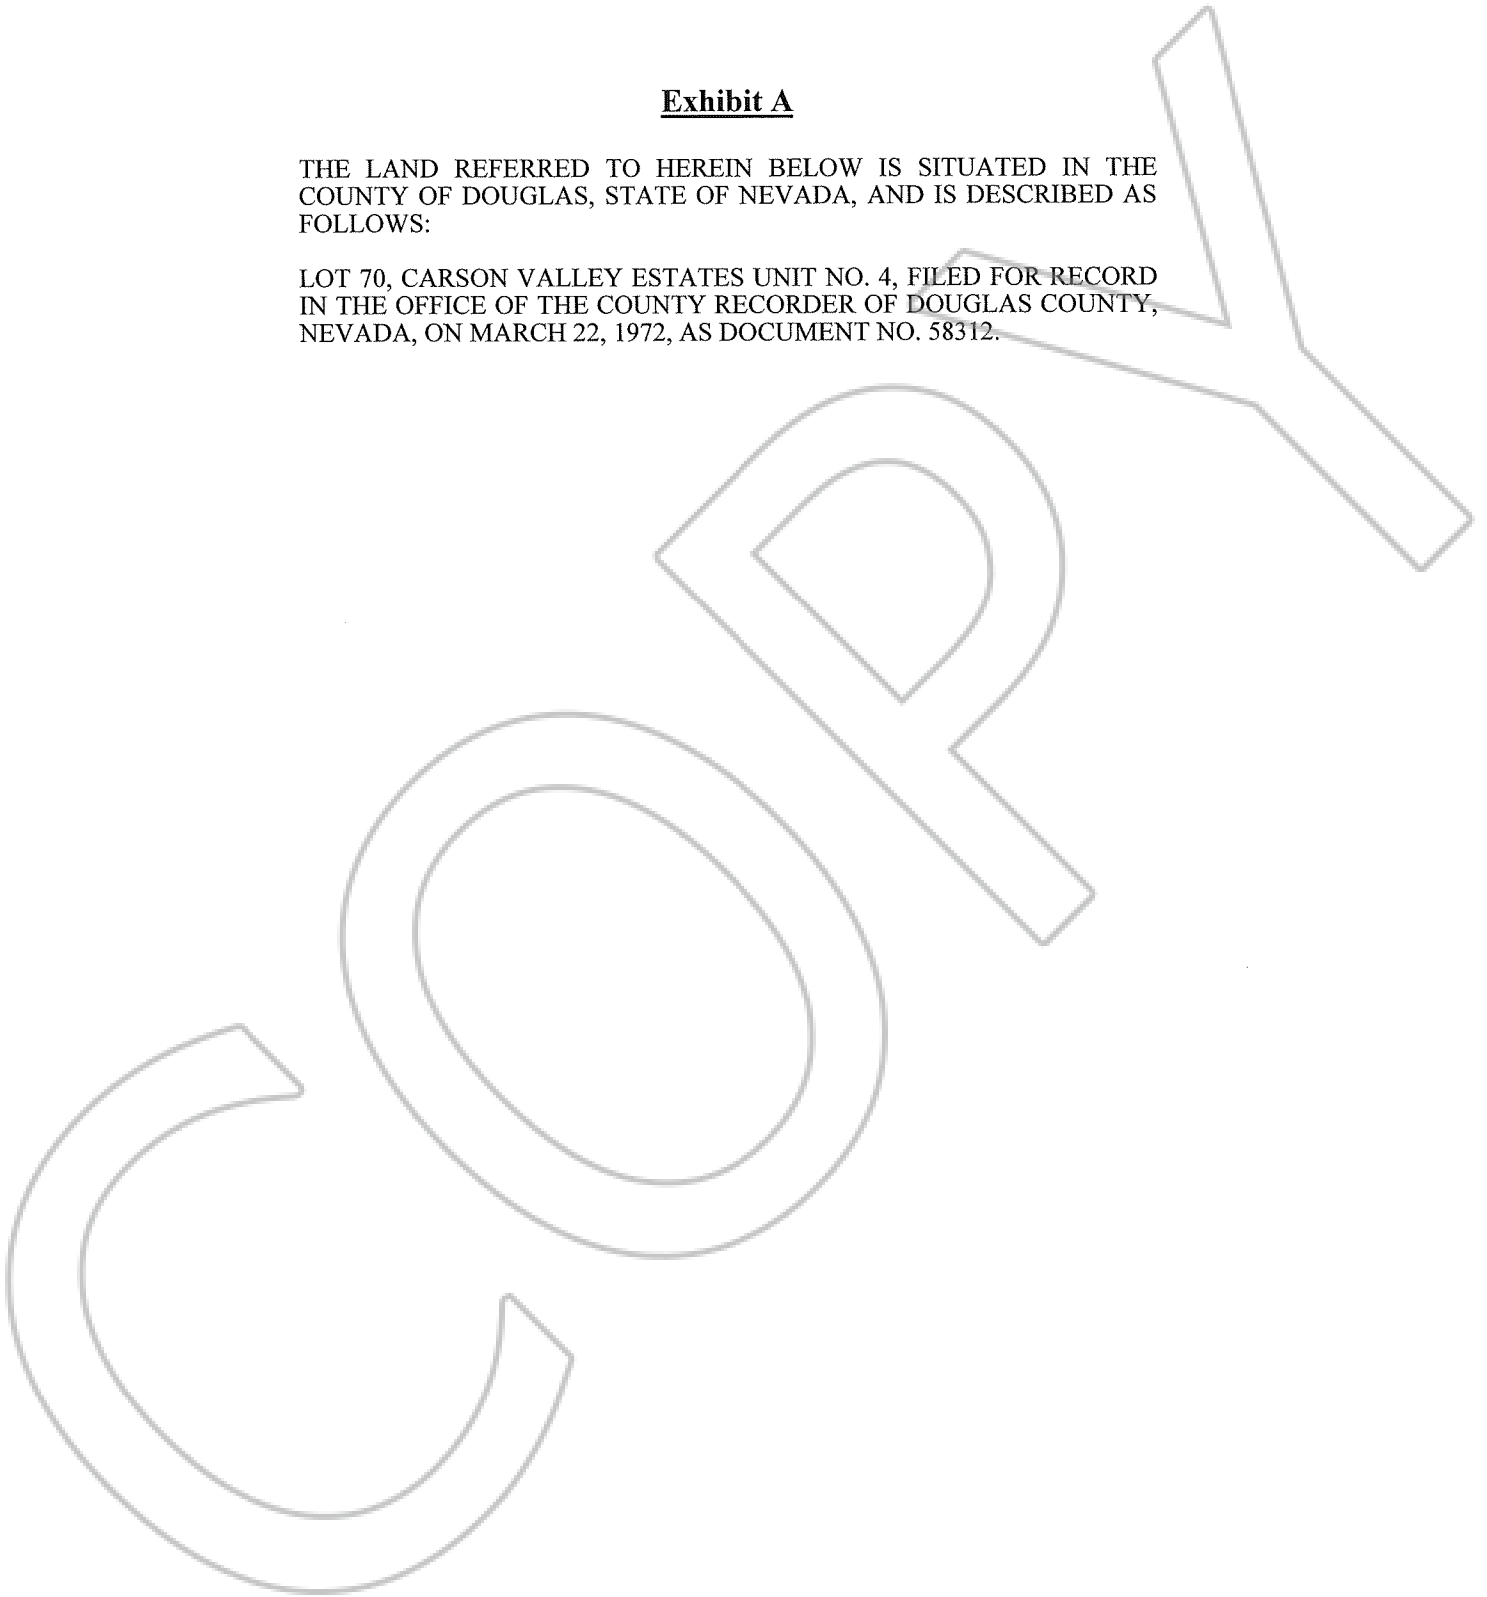 Exhibit A
THE LAND REFERRED TO HEREIN BELOW IS SITUATED IN THE
COUNTY OF DOUGLAS, STATE OF NEVADA, AND IS DESCRIBED AS
FOLLOWS:
LOT 70, CARSON VALLEY ESTATES UNIT NO. 4, FILED FOR RECORD
IN THE OFFICE OF THE COUNTY RECORDER OF DOUGLAS COUNTY,
NEVADA, ON MARCH 22, 1972, AS DOCUMENT NO. 58312.
COPY